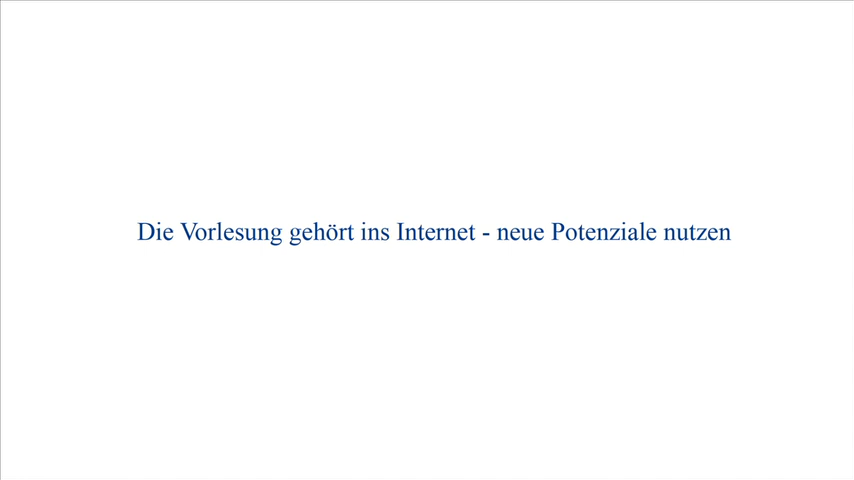 Die Vorlesung gehört ins Internet - neue Potenziale nutzen